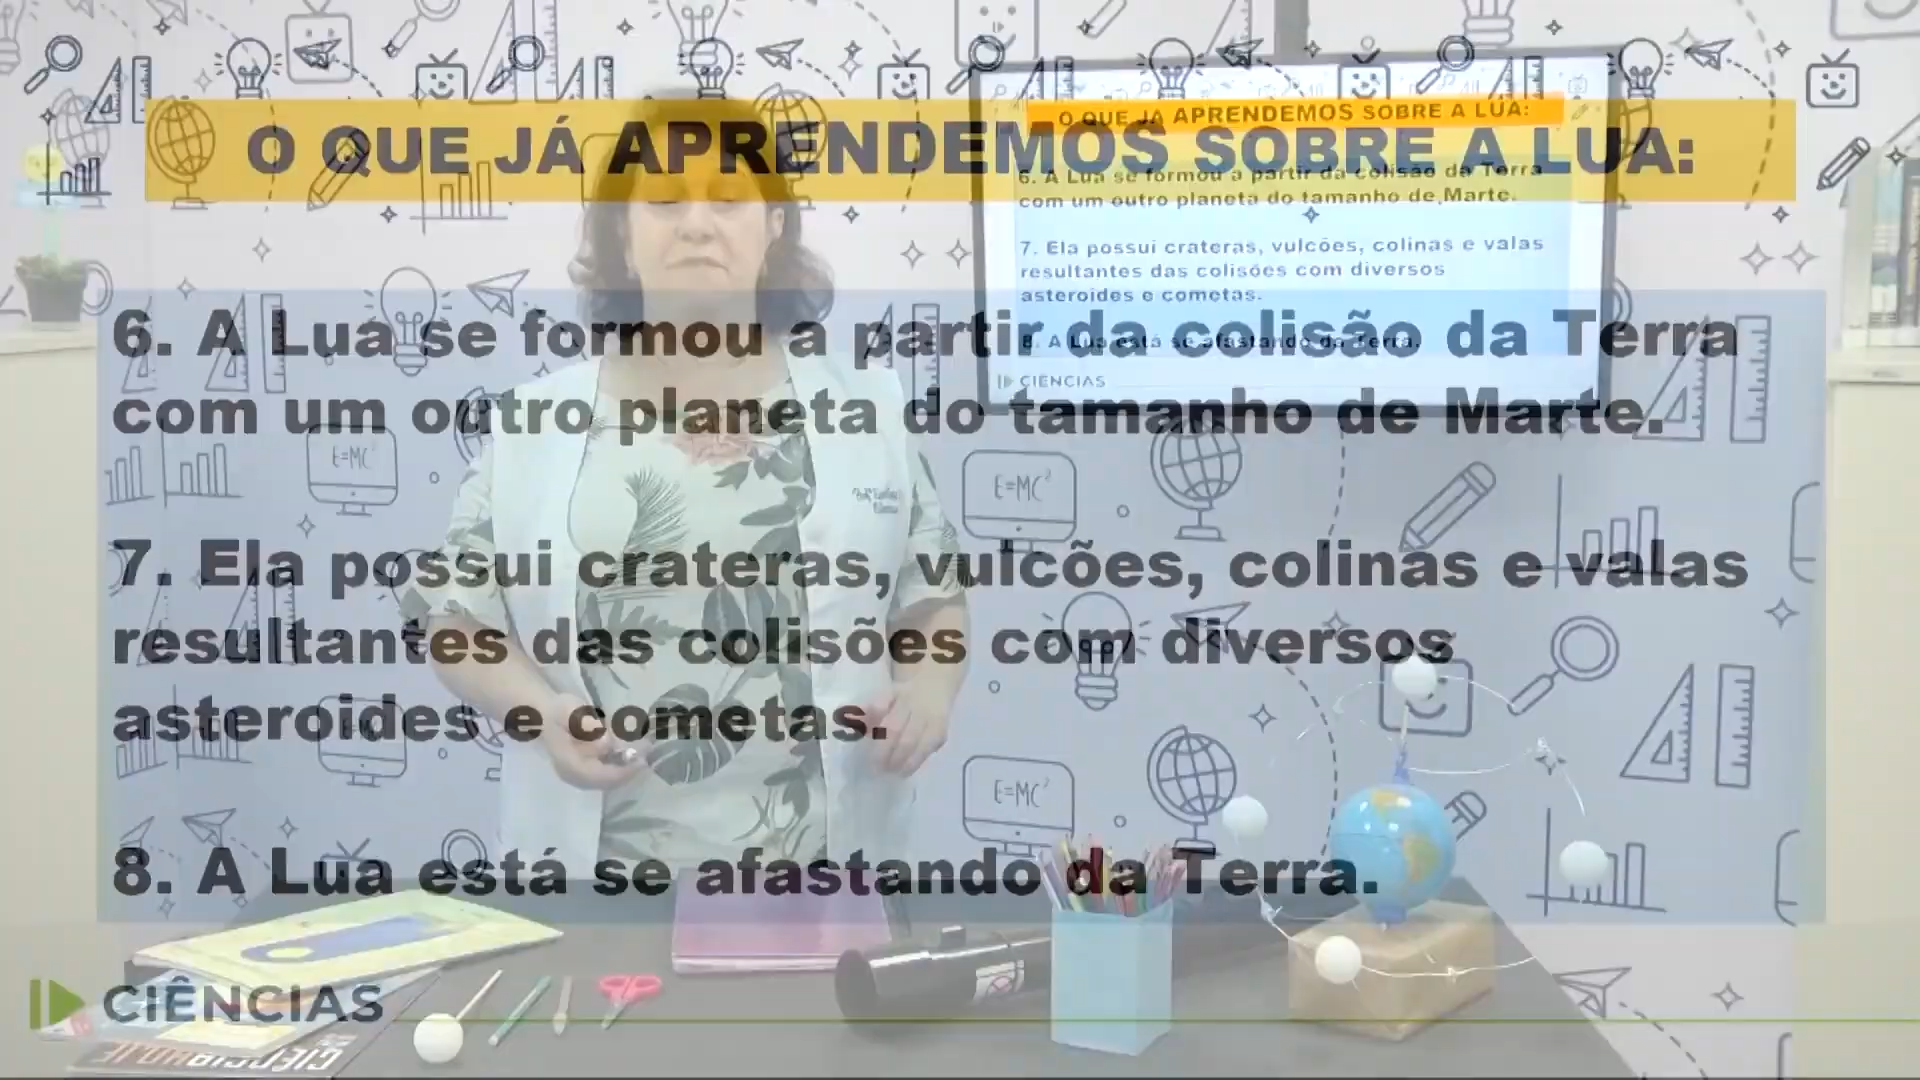 O QUE JÁ APRENDEMOS SOBRE A LUA:
6. A Lua se formou a partir da colisão da Terra
com um outro planeta do tamanho de Marte.
7. Ela possui crateras, vulcões, colinas e valas
resultantes das colisões com diversos
asteroides e cometas.
8. A Lua está se afastando da Terra.
CIÊNCIAS
O QUE JÁ APRENDEMOS SOBRE A LUA:
6. A Lua se formou a partir da colisão da Terra
com um outro planeta do tamanho de Marte.
7. Ela possui crateras, vulcões, colinas e valas
resultantes das colisões com diversos
asteroides e cometas.
8. A Lua está se afastando da Terra.
CIÊNCIAS
E=MC²
E=MC²
E=MC²